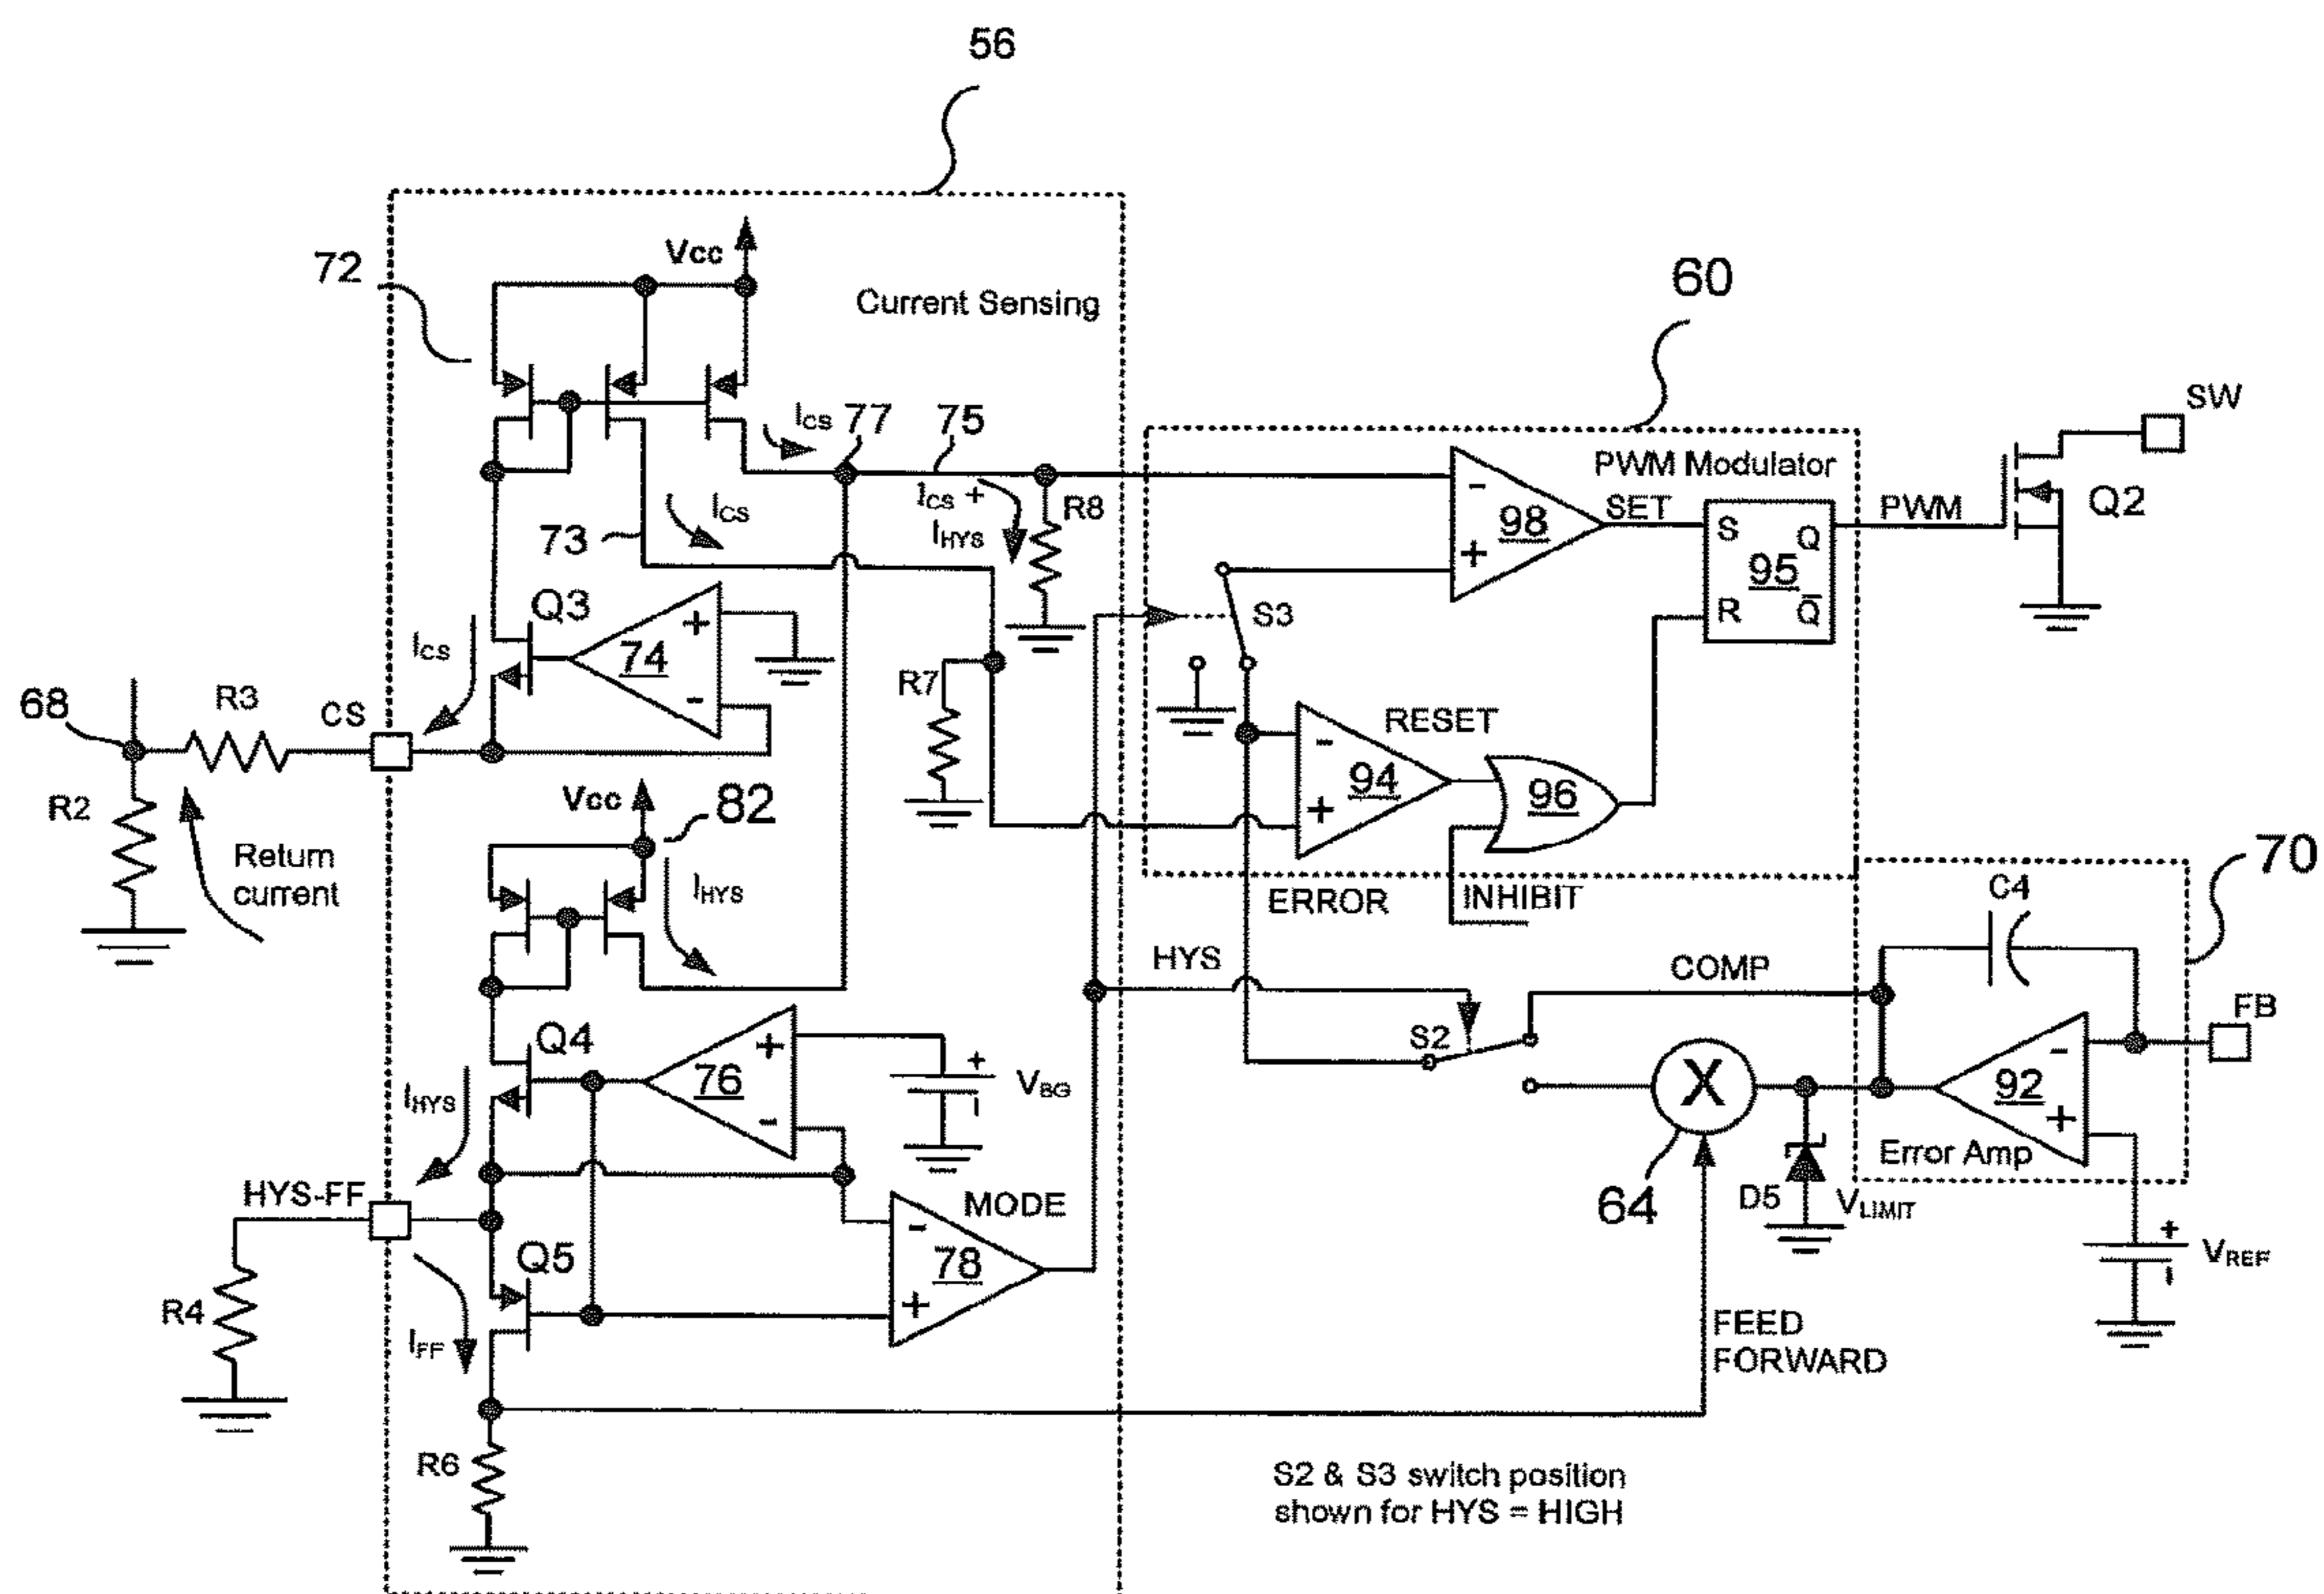 56
Vcc
72
Current Sensing
60
SW
ICS
77
75
PWM Modulator
ICS +
IHYS
R8
ICS
73
-
98
+
SET
S
Q
95
R
Q̄
PWM
Q2
Q3
+
74
-
ICS
S3
R7
68
R3
CS
RESET
-
94
+
96
R2
Return
current
Vcc
82
IHYS
ERROR
INHIBIT
C4
70
HYS
COMP
FB
Q4
+
76
-
+
VBG
S2
X
-
92
+
IHYS
Error Amp
HYS-FF
MODE
64
D5
VLIMIT
Q5
-
78
+
+
VREF
R4
IFF
FEED
FORWARD
R6
S2 & S3 switch position
shown for HYS = HIGH